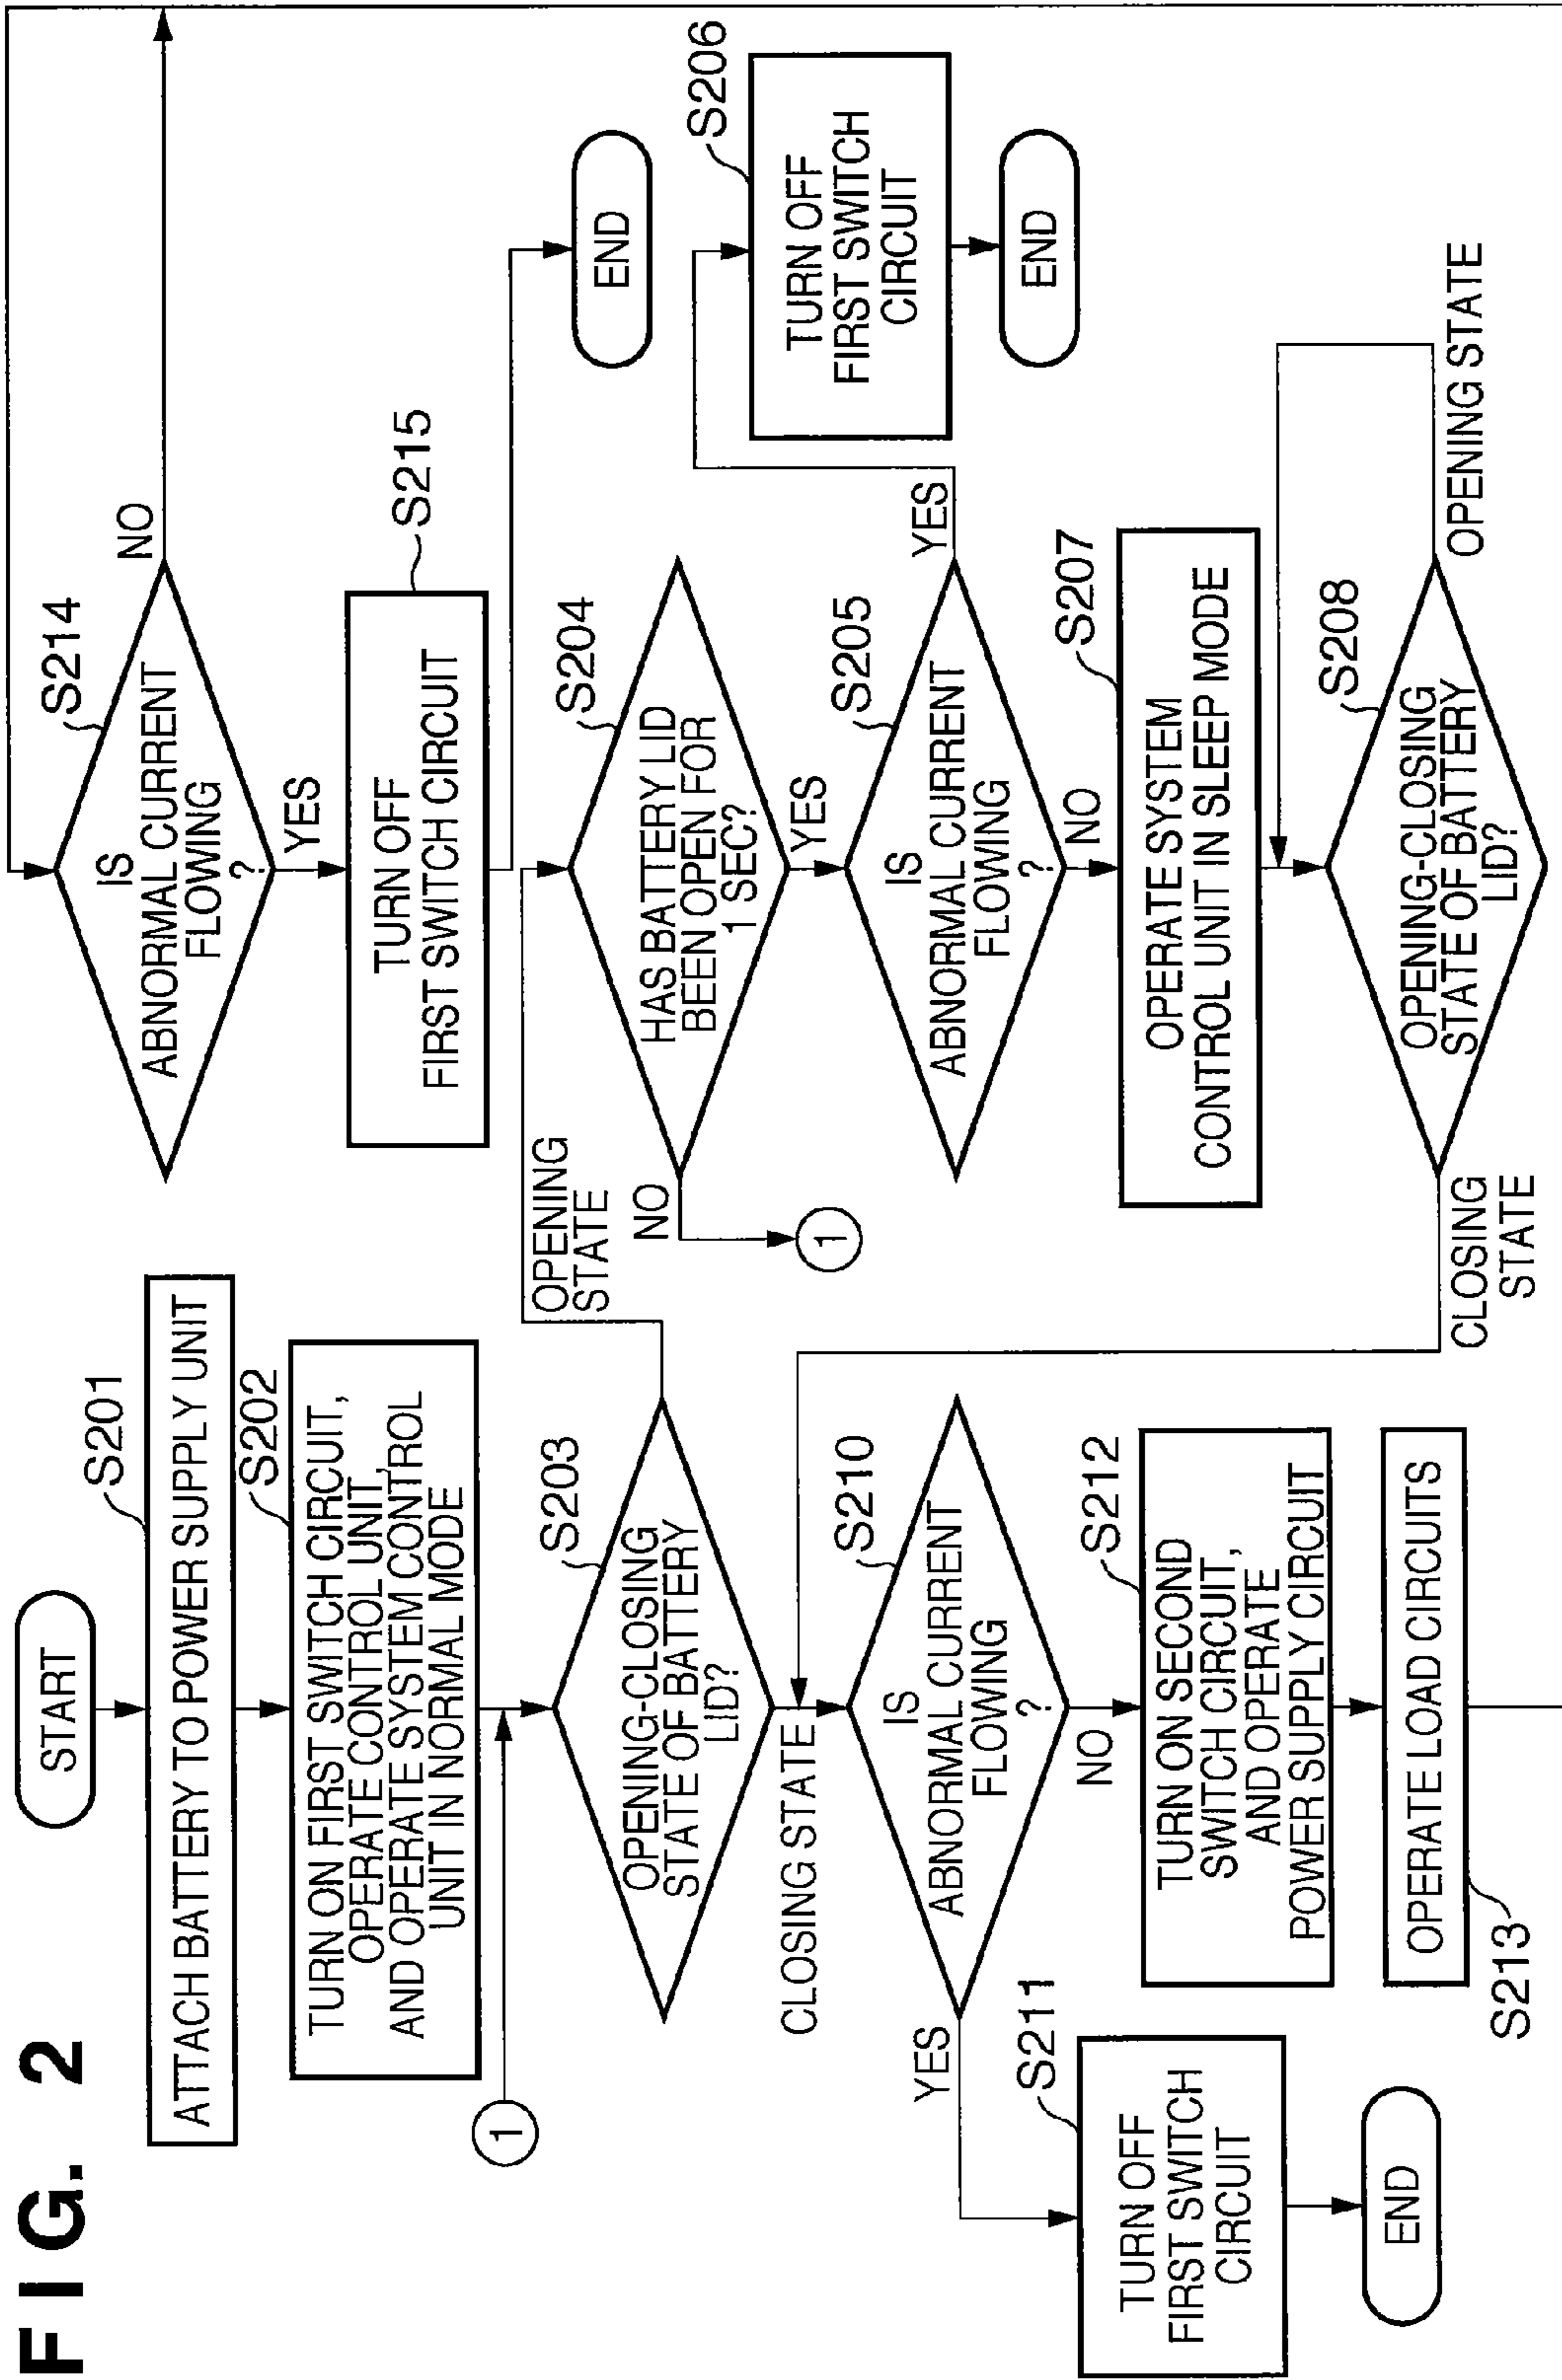 FIG. 2
START
S201
ATTACH BATTERY TO POWER SUPPLY UNIT
S202
TURN ON FIRST SWITCH CIRCUIT,
OPERATE CONTROL UNIT,
AND OPERATE SYSTEM CONTROL
UNIT IN NORMAL MODE
1
S203
OPENING-CLOSING
STATE OF BATTERY
LID?
OPENING
STATE
CLOSING STATE
S210
IS
ABNORMAL CURRENT
FLOWING
?
YES
NO
S211
TURN OFF
FIRST SWITCH
CIRCUIT
END
S212
TURN ON SECOND
SWITCH CIRCUIT,
AND OPERATE
POWER SUPPLY CIRCUIT
OPERATE LOAD CIRCUITS
S213
S214
IS
ABNORMAL CURRENT
FLOWING
?
NO
YES
S215
TURN OFF
FIRST SWITCH CIRCUIT
END
S204
HAS BATTERY LID
BEEN OPEN FOR
1 SEC?
NO
1
YES
S205
IS
ABNORMAL CURRENT
FLOWING
?
YES
S206
TURN OFF
FIRST SWITCH
CIRCUIT
END
NO
S207
OPERATE SYSTEM
CONTROL UNIT IN SLEEP MODE
S208
OPENING-CLOSING
STATE OF BATTERY
LID?
OPENING STATE
CLOSING
STATE